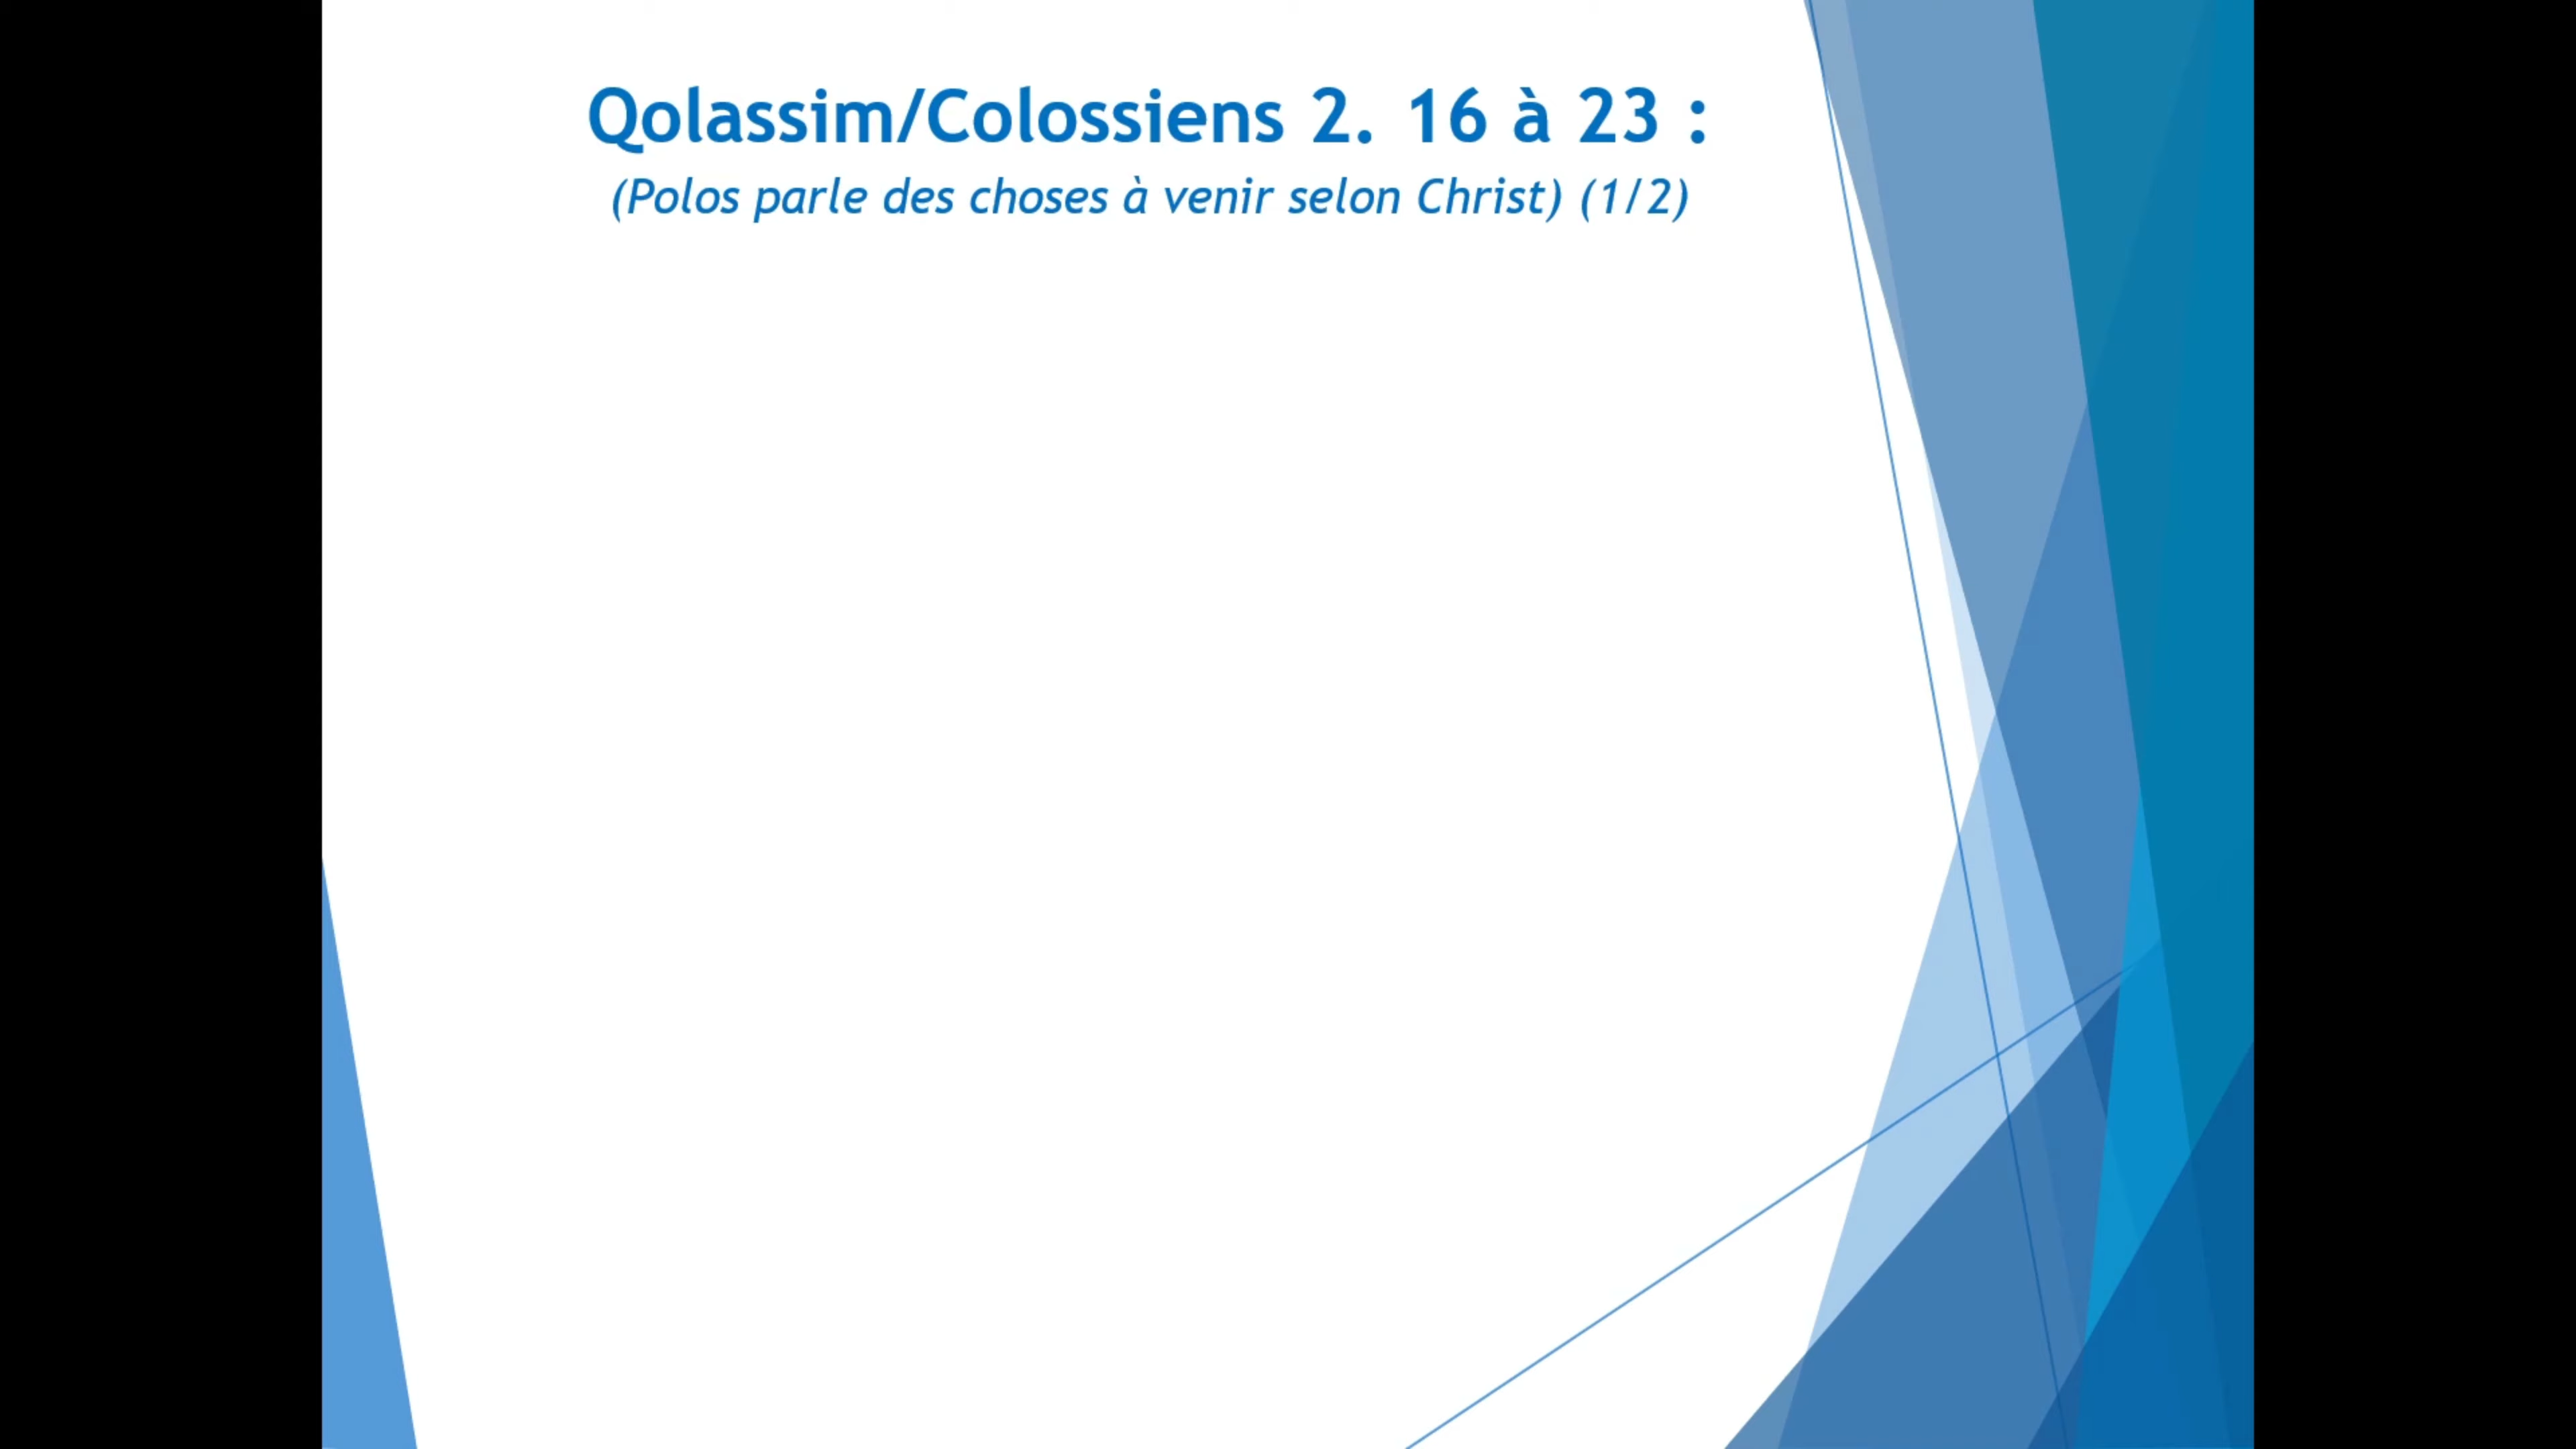 Qolassim/Colossiens 2. 16 à 23 :
(Polos parle des choses à venir selon Christ) (1/2)